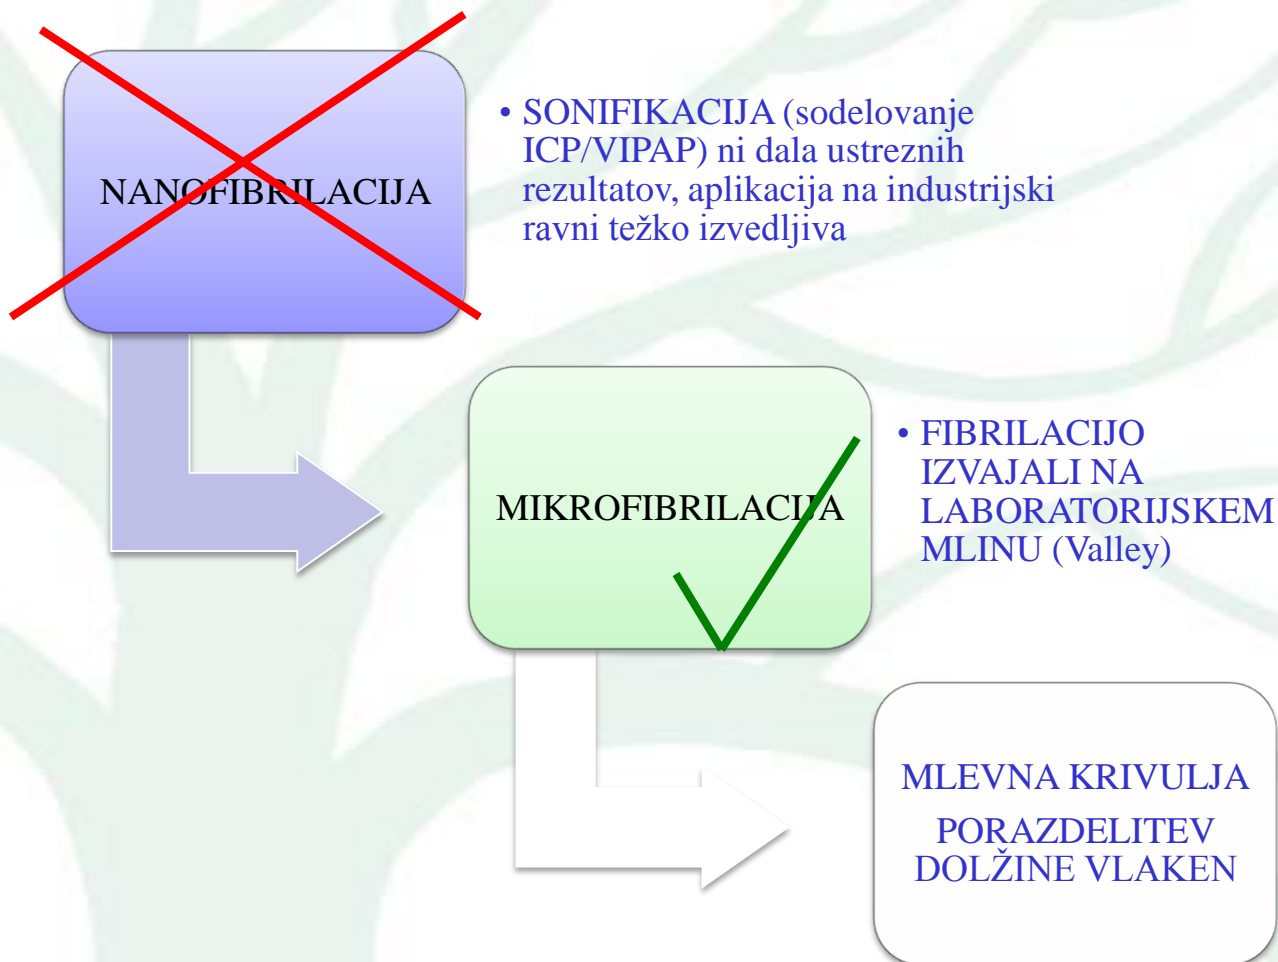 NANOFIBRILACIJA
• SONIFIKACIJA (sodelovanje
ICP/VIPAP) ni dala ustreznih
rezultatov, aplikacija na industrijski
ravni težko izvedljiva
MIKROFIBRILACIJA
• FIBRILACIJO
IZVAJALI NA
LABORATORIJSKEM
MLINU (Valley)
MLEVNA KRIVULJA
PORAZDELITEV
DOLŽINE VLAKEN